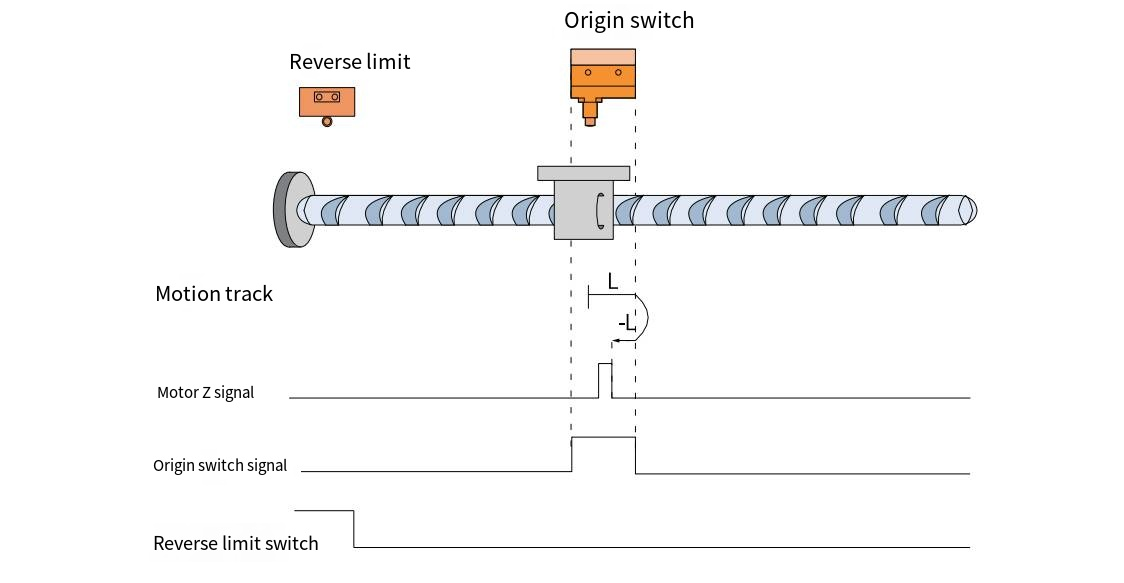 Origin switch
Reverse limit
Motion track
L
-L
Motor Z signal
Origin switch signal
Reverse limit switch